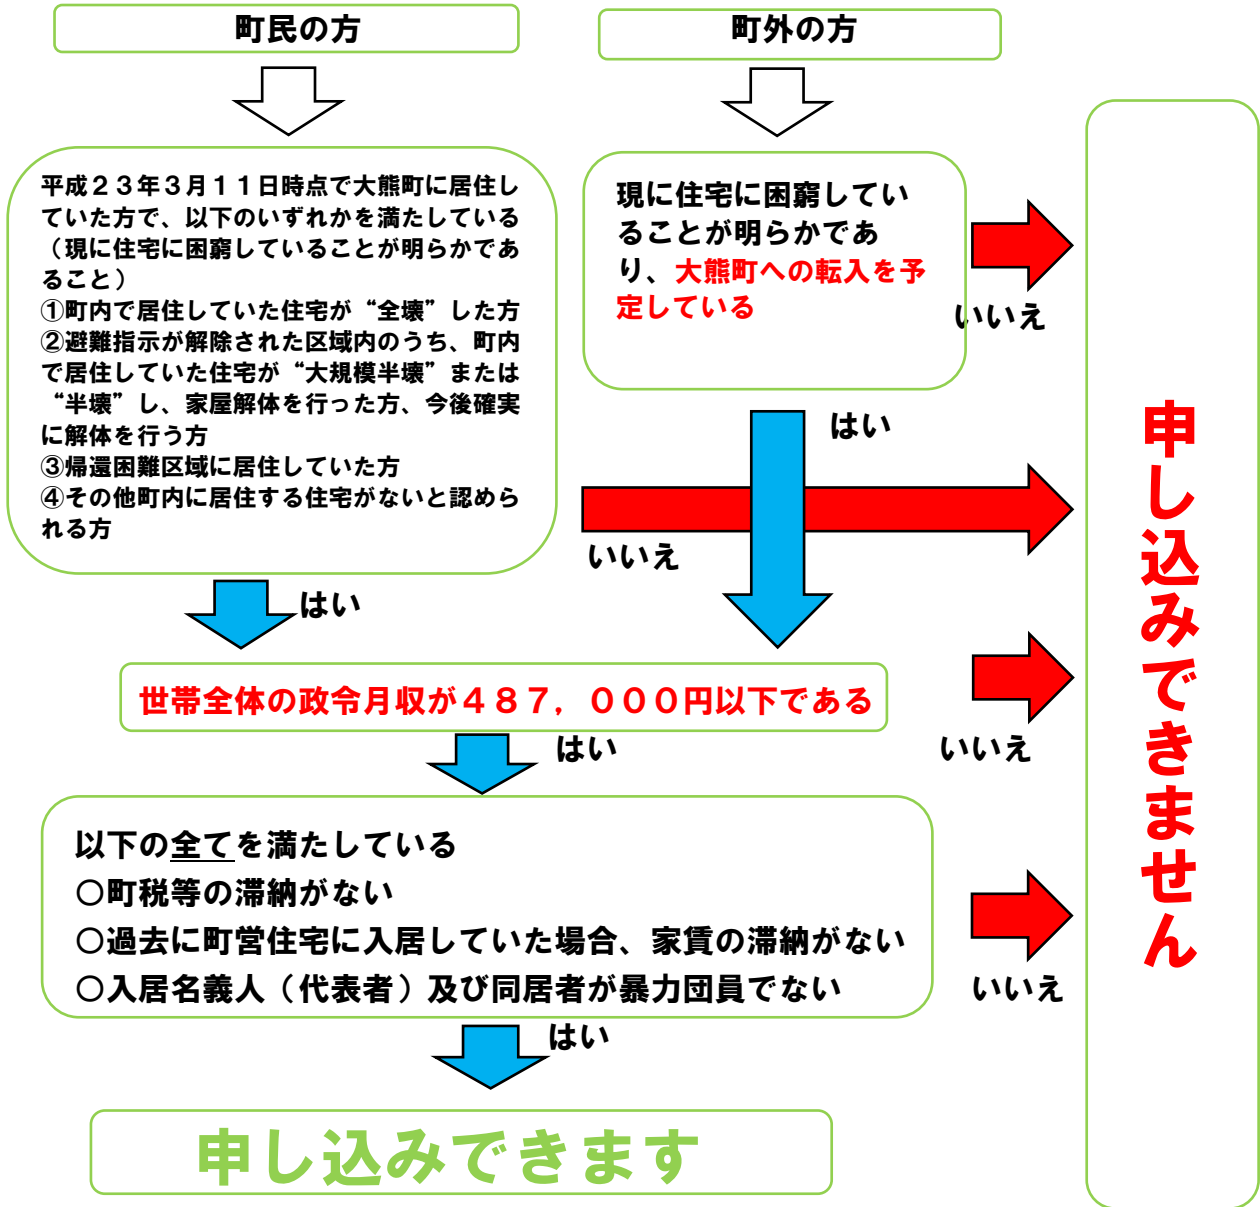 町民の方
町外の方
平成２３年３月１１日時点で大熊町に居住し
ていた方で、以下のいずれかを満たしている
（現に住宅に困窮していることが明らかであ
ること）
①町内で居住していた住宅が“全壊”した方
②避難指示が解除された区域内のうち、町内
で居住していた住宅が“大規模半壊”または
“半壊”し、家屋解体を行った方、今後確実
に解体を行う方
③帰還困難区域に居住していた方
④その他町内に居住する住宅がないと認めら
れる方
現に住宅に困窮してい
ることが明らかであ
り、大熊町への転入を予
定している
いいえ
はい
いいえ
はい
世帯全体の政令月収が４８７，０００円以下である
はい
いいえ
以下の全てを満たしている
○町税等の滞納がない
○過去に町営住宅に入居していた場合、家賃の滞納がない
○入居名義人（代表者）及び同居者が暴力団員でない
いいえ
はい
申し込みできます
申し込みできません